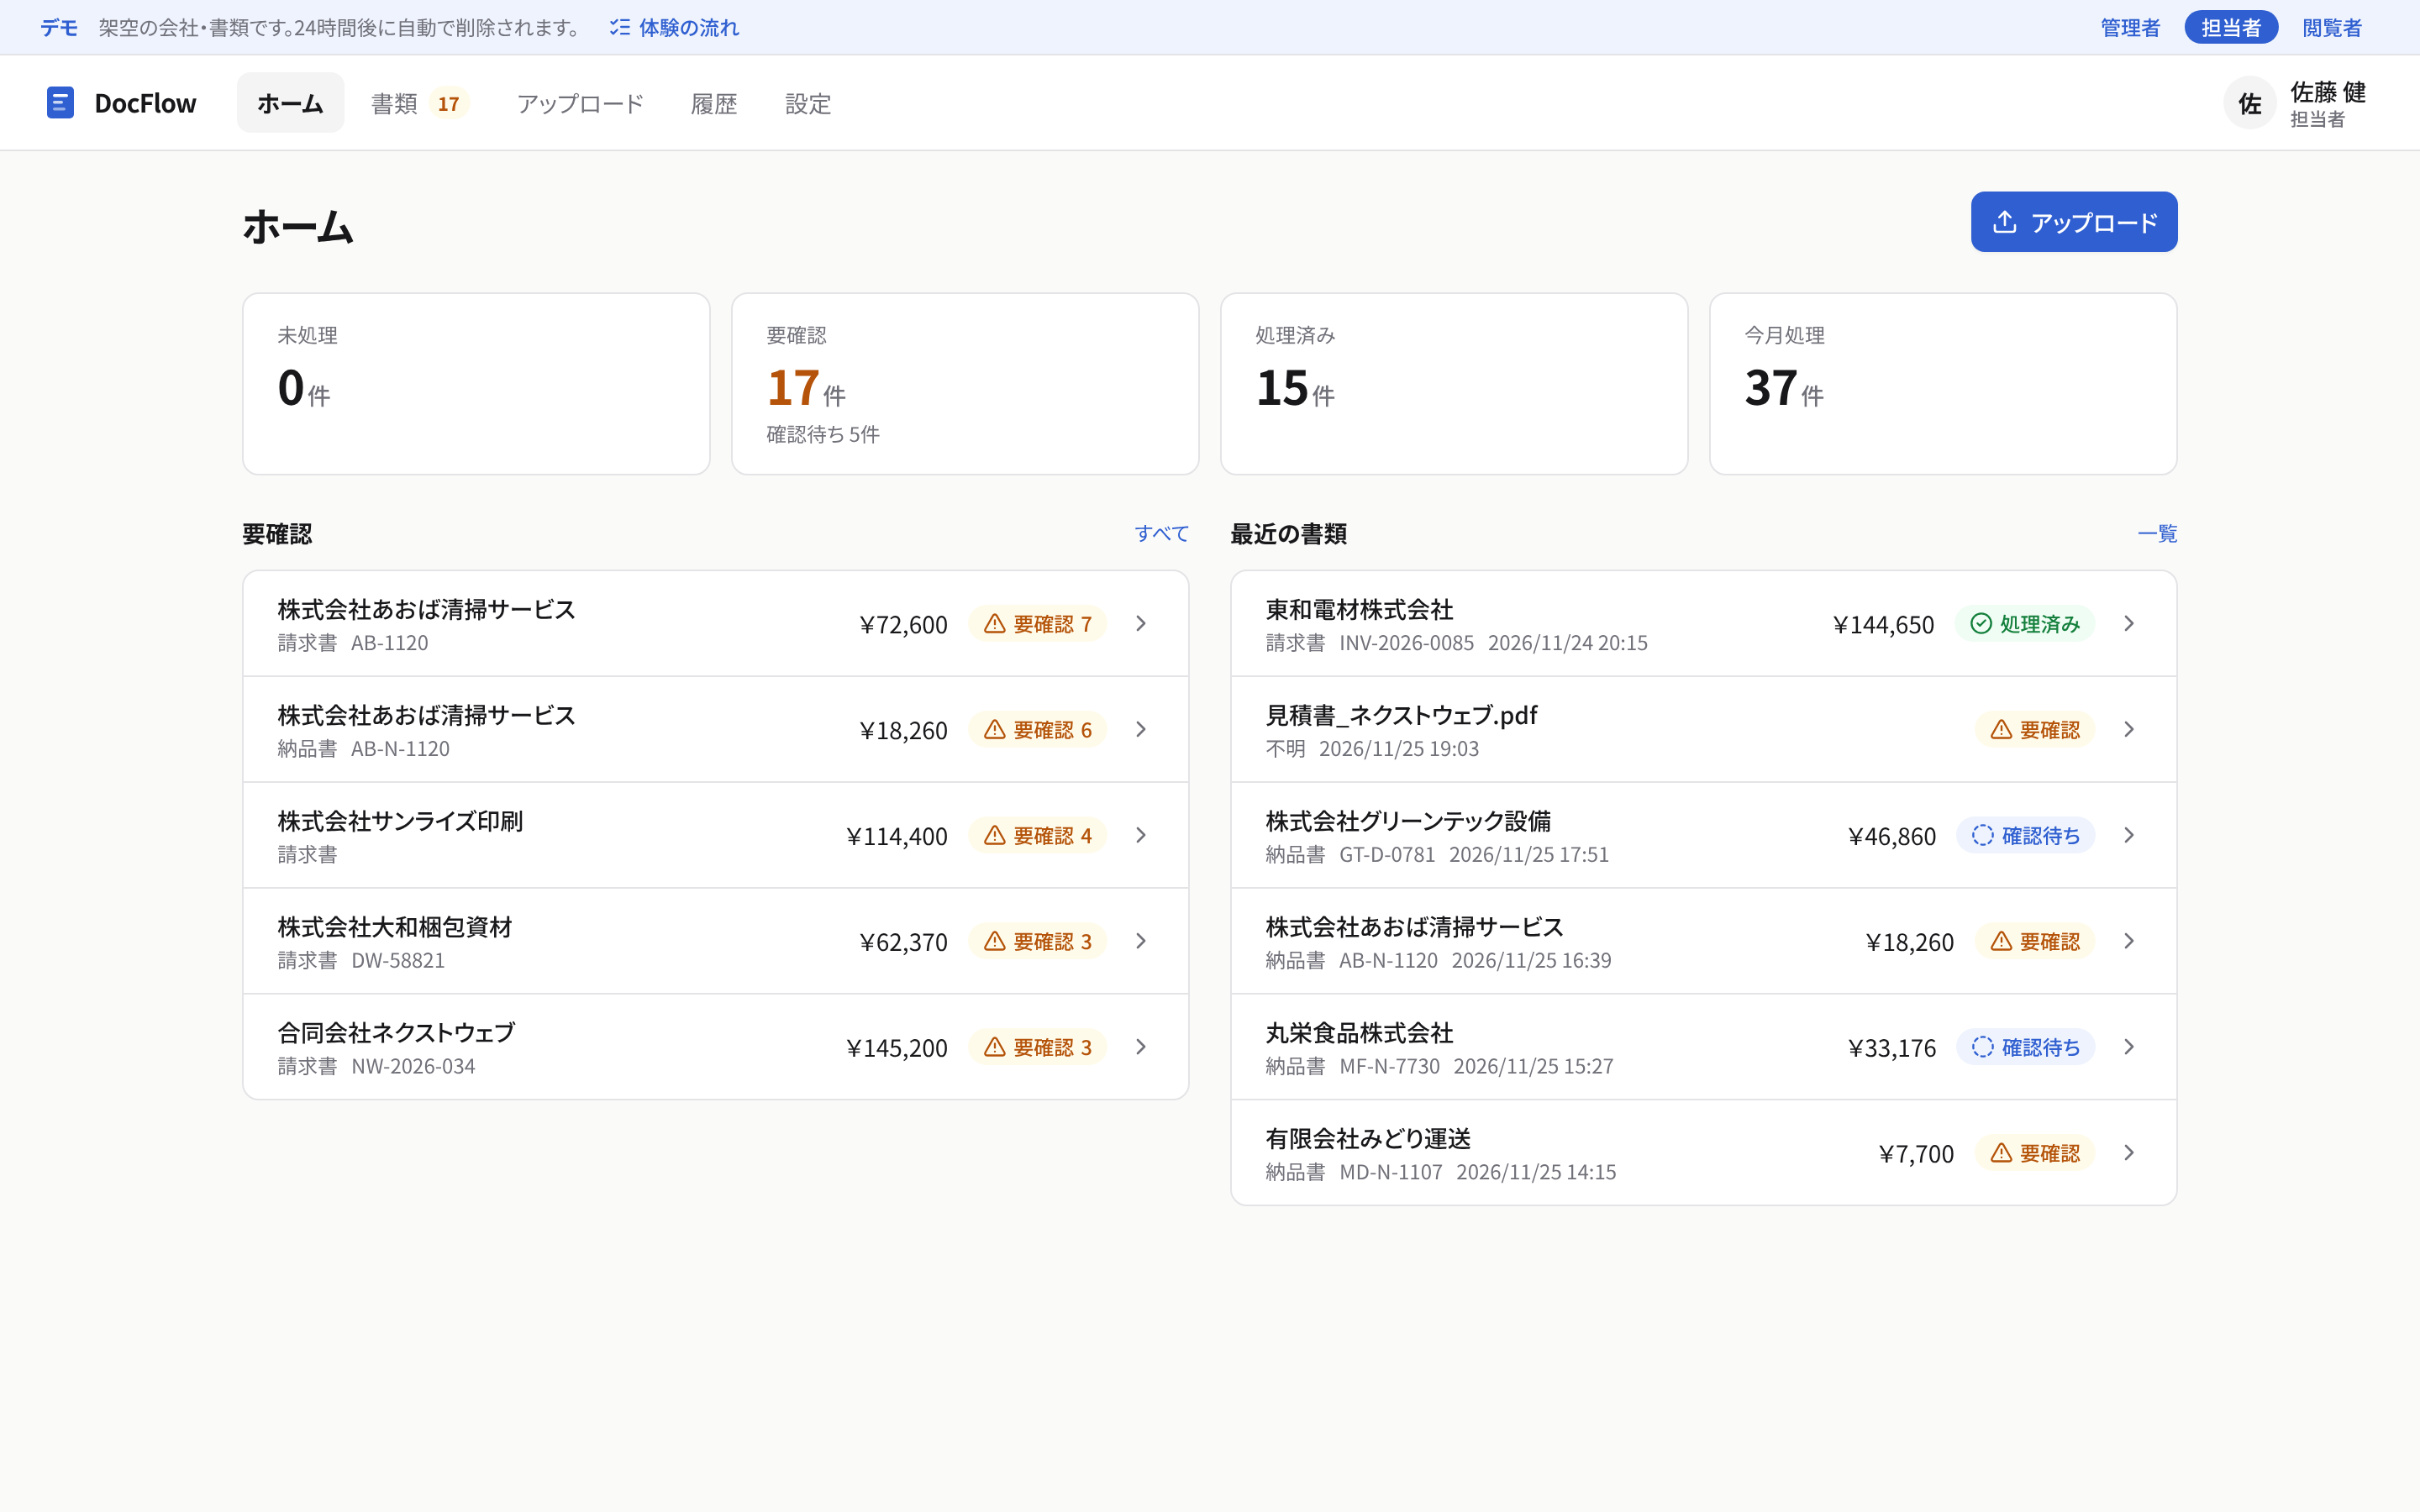 デモ 架空の会社・書類です。24時間後に自動で削除されます。 体験の流れ 管理者 担当者 閲覧者
DocFlow ホーム 書類 17 アップロード 履歴 設定 佐 佐藤 健
担当者
ホーム アップロード
未処理
0件
要確認
17件
確認待ち 5件
処理済み
15件
今月処理
37件
要確認 すべて
株式会社あおば清掃サービス
請求書 AB-1120
¥72,600 要確認 7
株式会社あおば清掃サービス
納品書 AB-N-1120
¥18,260 要確認 6
株式会社サンライズ印刷
請求書
¥114,400 要確認 4
株式会社大和梱包資材
請求書 DW-58821
¥62,370 要確認 3
合同会社ネクストウェブ
請求書 NW-2026-034
¥145,200 要確認 3
最近の書類 一覧
東和電材株式会社
請求書 INV-2026-0085 2026/11/24 20:15
¥144,650 処理済み
見積書_ネクストウェブ.pdf
不明 2026/11/25 19:03
要確認
株式会社グリーンテック設備
納品書 GT-D-0781 2026/11/25 17:51
¥46,860 確認待ち
株式会社あおば清掃サービス
納品書 AB-N-1120 2026/11/25 16:39
¥18,260 要確認
丸栄食品株式会社
納品書 MF-N-7730 2026/11/25 15:27
¥33,176 確認待ち
有限会社みどり運送
納品書 MD-N-1107 2026/11/25 14:15
¥7,700 要確認